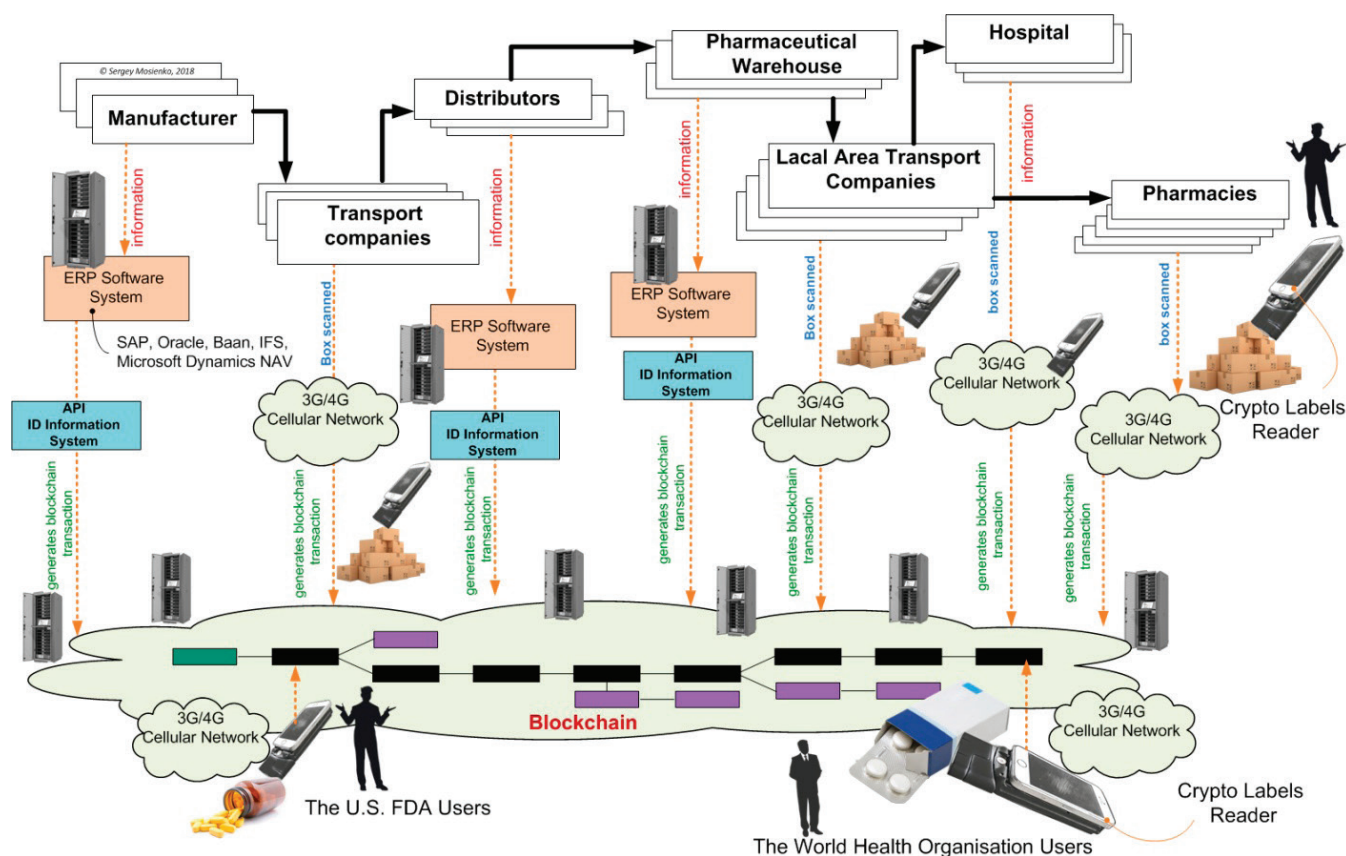 © Sergey Mosienko, 2018
Manufacturer
Transport
companies
Distributors
Pharmaceutical
Warehouse
Lacal Area Transport
Companies
Hospital
Pharmacies
information
information
information
information
ERP Software
System
SAP, Oracle, Baan, IFS,
Microsoft Dynamics NAV
ERP Software
System
ERP Software
System
Box scanned
box scanned
box scanned
box scanned
API
ID Information
System
API
ID Information
System
API
ID Information
System
3G/4G
Cellular Network
3G/4G
Cellular Network
3G/4G
Cellular Network
3G/4G
Cellular Network
Crypto Labels
Reader
generates blockchain
transaction
generates blockchain
transaction
generates blockchain
transaction
generates blockchain
transaction
generates blockchain
transaction
generates blockchain
transaction
generates blockchain
transaction
Blockchain
3G/4G
Cellular Network
The U.S. FDA Users
3G/4G
Cellular Network
The World Health Organisation Users
Crypto Labels
Reader